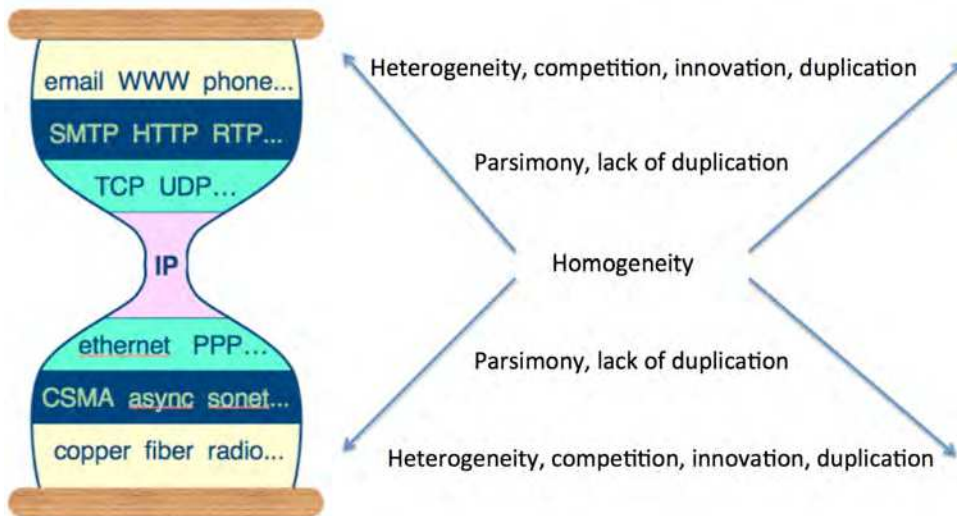 email WWW phone...
SMTP HTTP RTP...
TCP UDP...
IP
ethernet PPP...
CSMA async sonet...
copper fiber radio...
Heterogeneity, competition, innovation, duplication
Parsimony, lack of duplication
Homogeneity
Parsimony, lack of duplication
Heterogeneity, competition, innovation, duplication